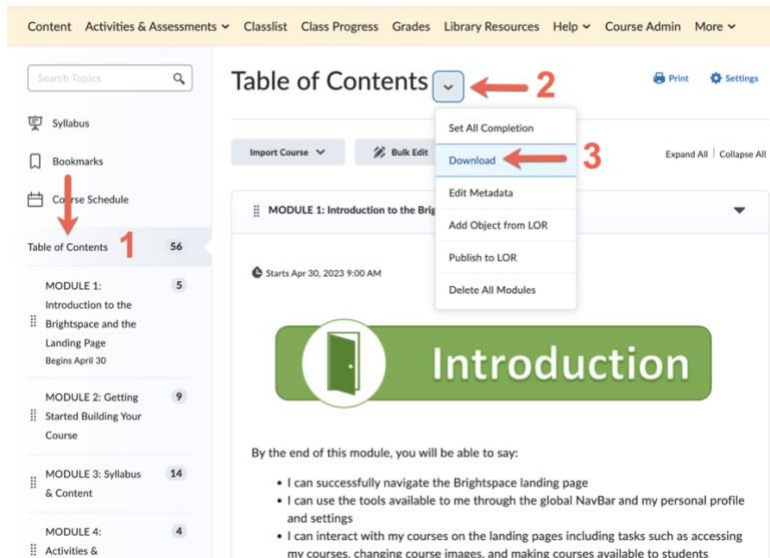 Content Activities & Assessments Classlist Class Progress Grades Library Resources Help Course Admin More
Search Topics
Syllabus
Bookmarks
Course Schedule
1
Table of Contents 56
MODULE 1: 5
Introduction to the
Brightspace and the
Landing Page
Begins April 30
MODULE 2: Getting 9
Started Building Your
Course
MODULE 3: Syllabus 14
& Content
MODULE 4: 4
Activities &
Table of Contents
2
Print Settings
Import Course Bulk Edit
Expand All | Collapse All
Set All Completion
Download
3
Edit Metadata
Add Object from LOR
Publish to LOR
Delete All Modules
MODULE 1: Introduction to the Brig
Starts Apr 30, 2023 9:00 AM
Introduction
By the end of this module, you will be able to say:
• I can successfully navigate the Brightspace landing page
• I can use the tools available to me through the global NavBar and my personal profile
and settings
• I can interact with my courses on the landing pages including tasks such as accessing
my courses, changing course images, and making courses available to students